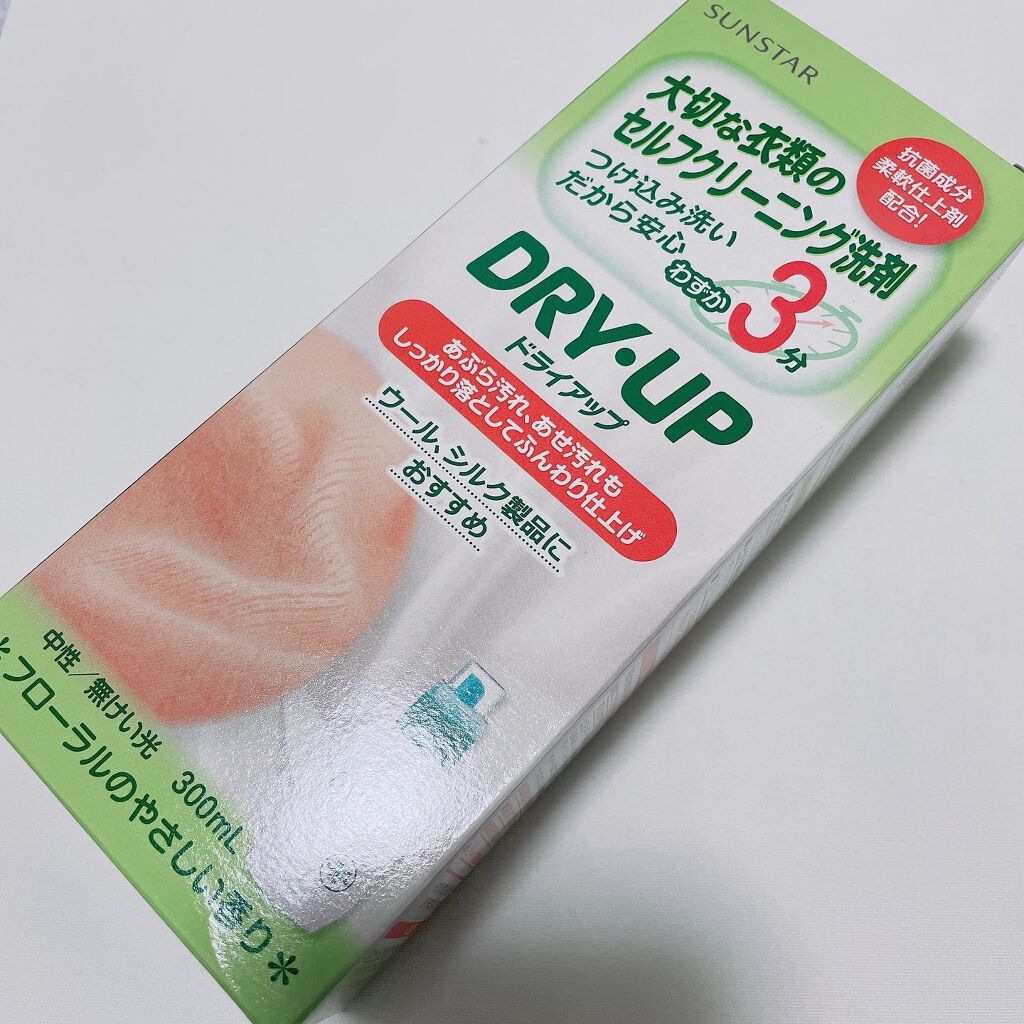 SUNSTAR
大切な衣類の
セルフクリーニング洗剤
つけ込み洗い
だから安心
わずか3分
抗菌成分
柔軟仕上剤
配合!
DRY・UP
ドライアップ
あぶら汚れ、あせ汚れも
しっかり落としてふんわり仕上げ
ウール、シルク製品に
おすすめ
中性/無けい光 300mL
*フローラルのやさしい香り*